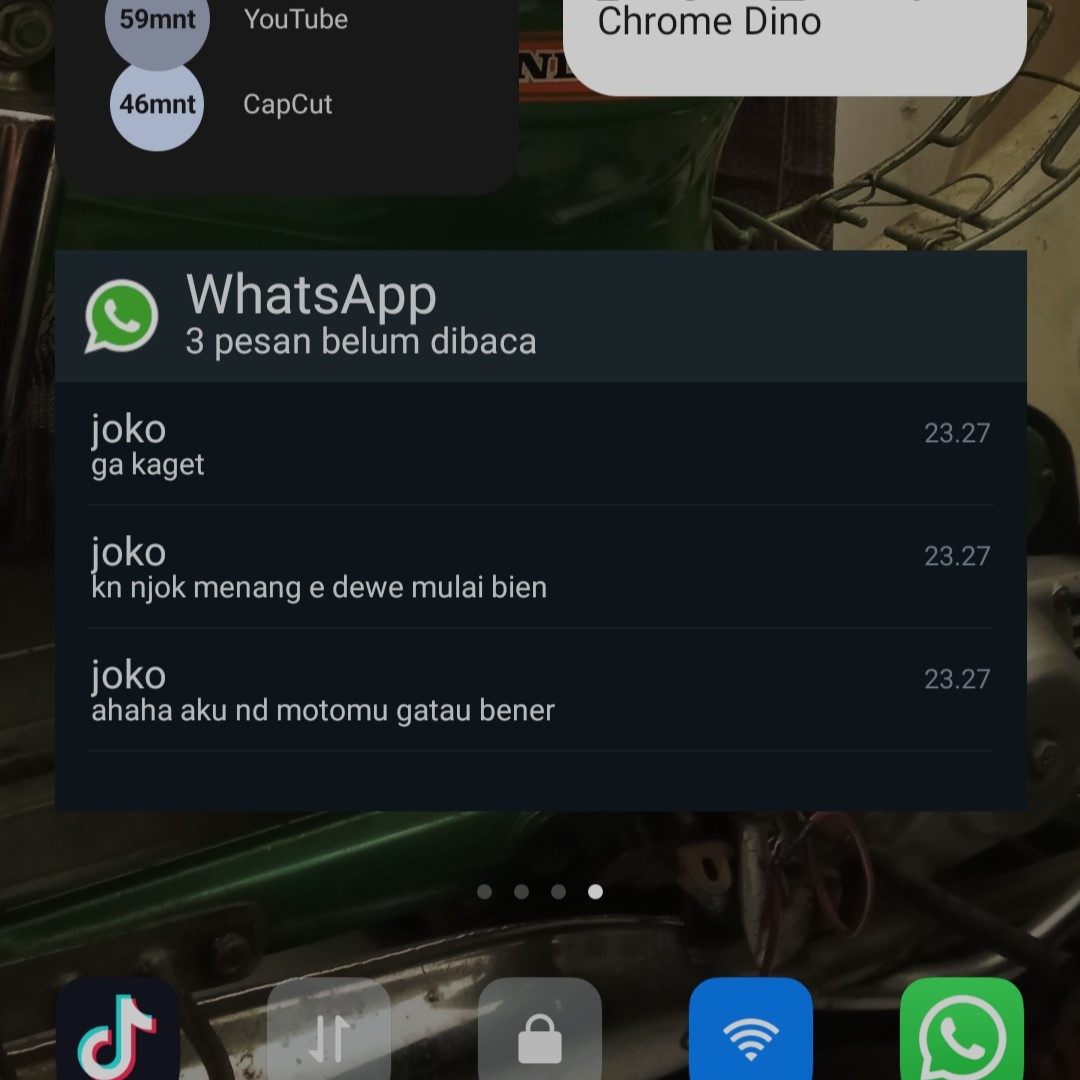 59mnt YouTube
Chrome Dino
46mnt CapCut
WhatsApp
3 pesan belum dibaca
joko 23.27
ga kaget
joko 23.27
kn njok menang e dewe mulai bien
joko 23.27
ahaha aku nd motomu gatau bener